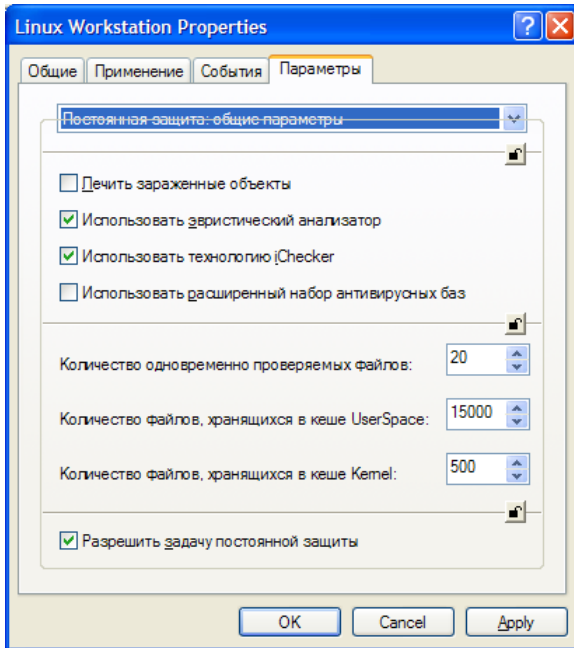 Linux Workstation Properties
Общие Применение События Параметры
Постоянная защита: общие параметры
Лечить зараженные объекты
Использовать эвристический анализатор
Использовать технологию iChecker
Использовать расширенный набор антивирусных баз
Количество одновременно проверяемых файлов: 20
Количество файлов, хранящихся в кеше UserSpace: 15000
Количество файлов, хранящихся в кеше Kernel: 500
Разрешить задачу постоянной защиты
OK Cancel Apply